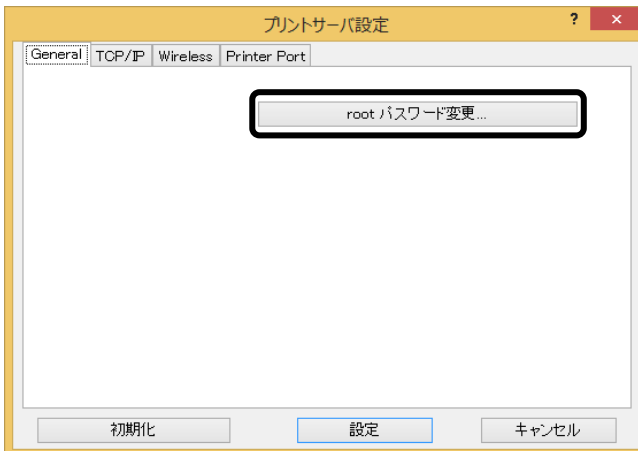 プリントサーバ設定
? ×
General TCP/IP Wireless Printer Port
root パスワード変更...
初期化 設定 キャンセル